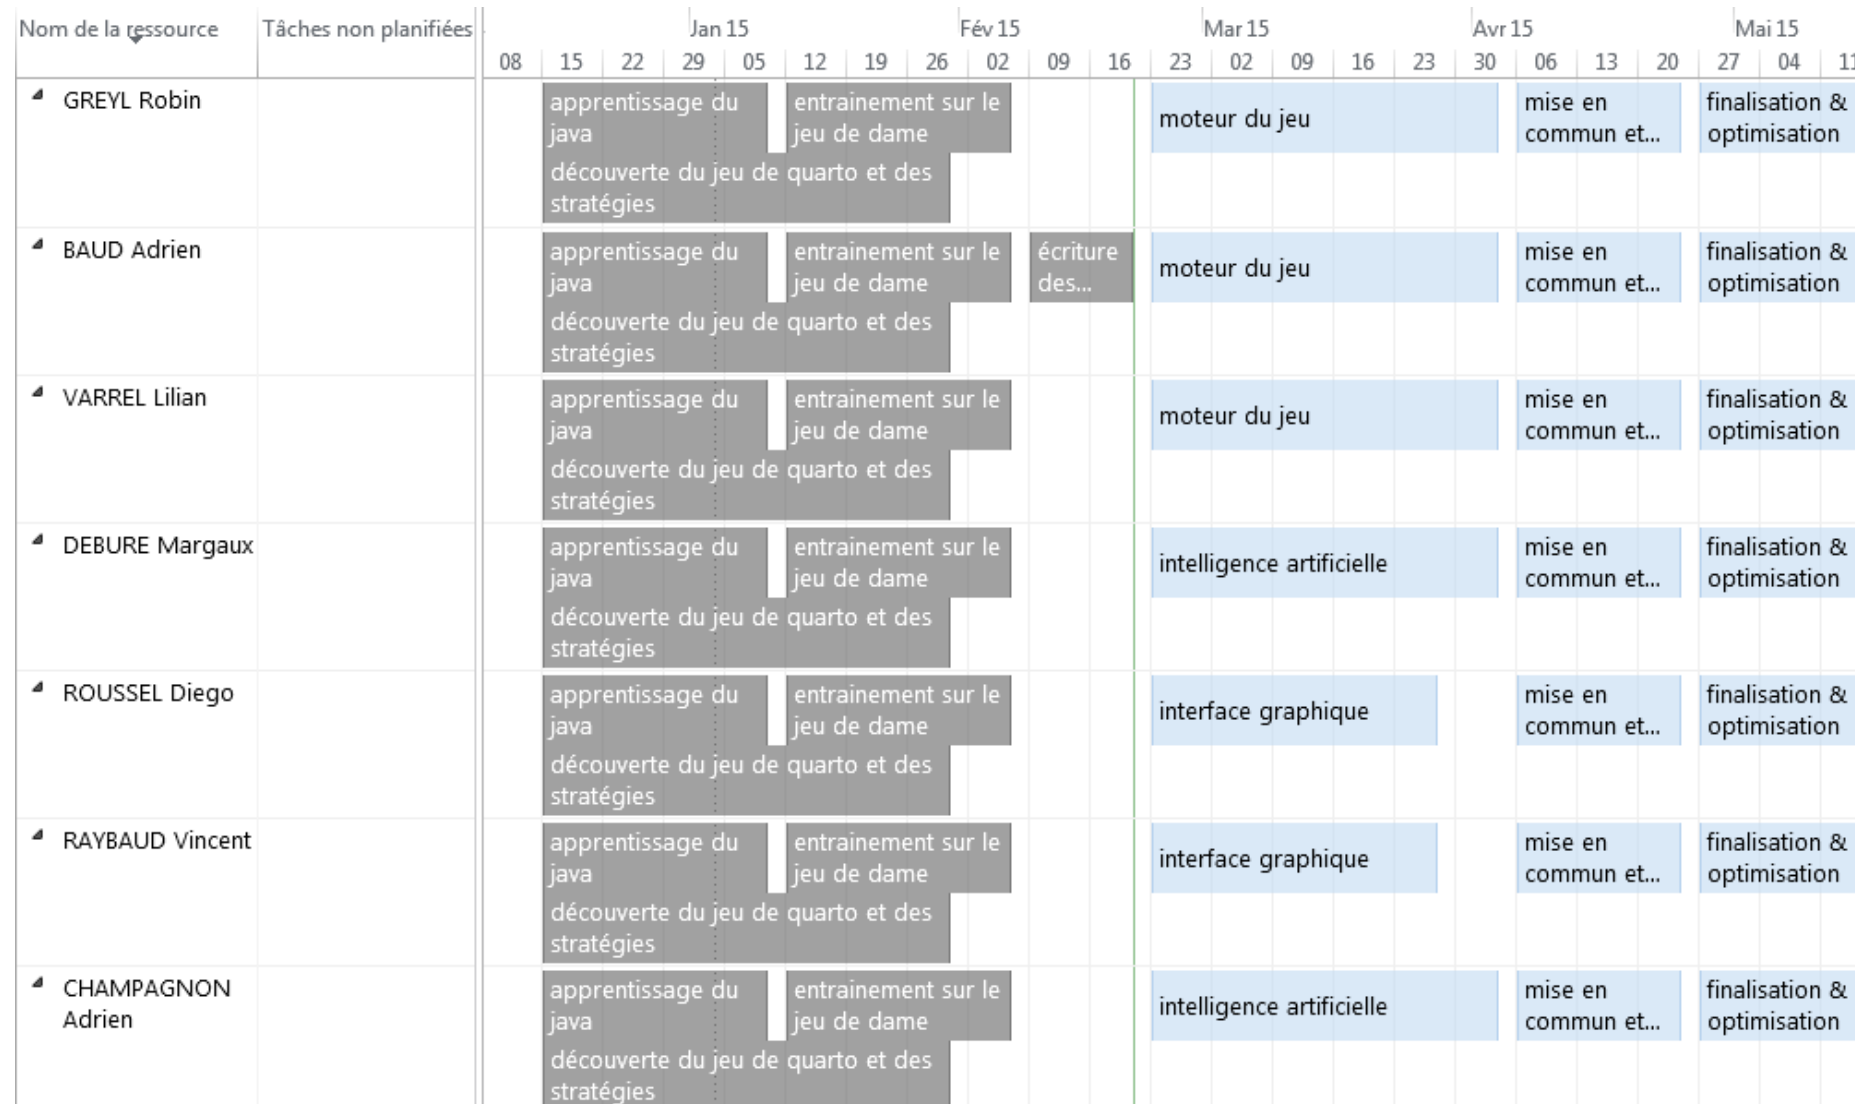 Nom de la ressource Tâches non planifiées Jan 15 Fév 15 Mar 15 Avr 15 Mai 15
08 15 22 29 05 12 19 26 02 09 16 23 02 09 16 23 30 06 13 20 27 04 11
GREYL Robin
apprentissage du
java
entrainement sur le
jeu de dame
découverte du jeu de quarto et des
stratégies
moteur du jeu
mise en
commun et...
finalisation &
optimisation
BAUD Adrien
apprentissage du
java
entrainement sur le
jeu de dame
découverte du jeu de quarto et des
stratégies
écriture
des...
moteur du jeu
mise en
commun et...
finalisation &
optimisation
VARREL Lilian
apprentissage du
java
entrainement sur le
jeu de dame
découverte du jeu de quarto et des
stratégies
moteur du jeu
mise en
commun et...
finalisation &
optimisation
DEBURE Margaux
apprentissage du
java
entrainement sur le
jeu de dame
découverte du jeu de quarto et des
stratégies
intelligence artificielle
mise en
commun et...
finalisation &
optimisation
ROUSSEL Diego
apprentissage du
java
entrainement sur le
jeu de dame
découverte du jeu de quarto et des
stratégies
interface graphique
mise en
commun et...
finalisation &
optimisation
RAYBAUD Vincent
apprentissage du
java
entrainement sur le
jeu de dame
découverte du jeu de quarto et des
stratégies
interface graphique
mise en
commun et...
finalisation &
optimisation
CHAMPAGNON
Adrien
apprentissage du
java
entrainement sur le
jeu de dame
découverte du jeu de quarto et des
stratégies
intelligence artificielle
mise en
commun et...
finalisation &
optimisation